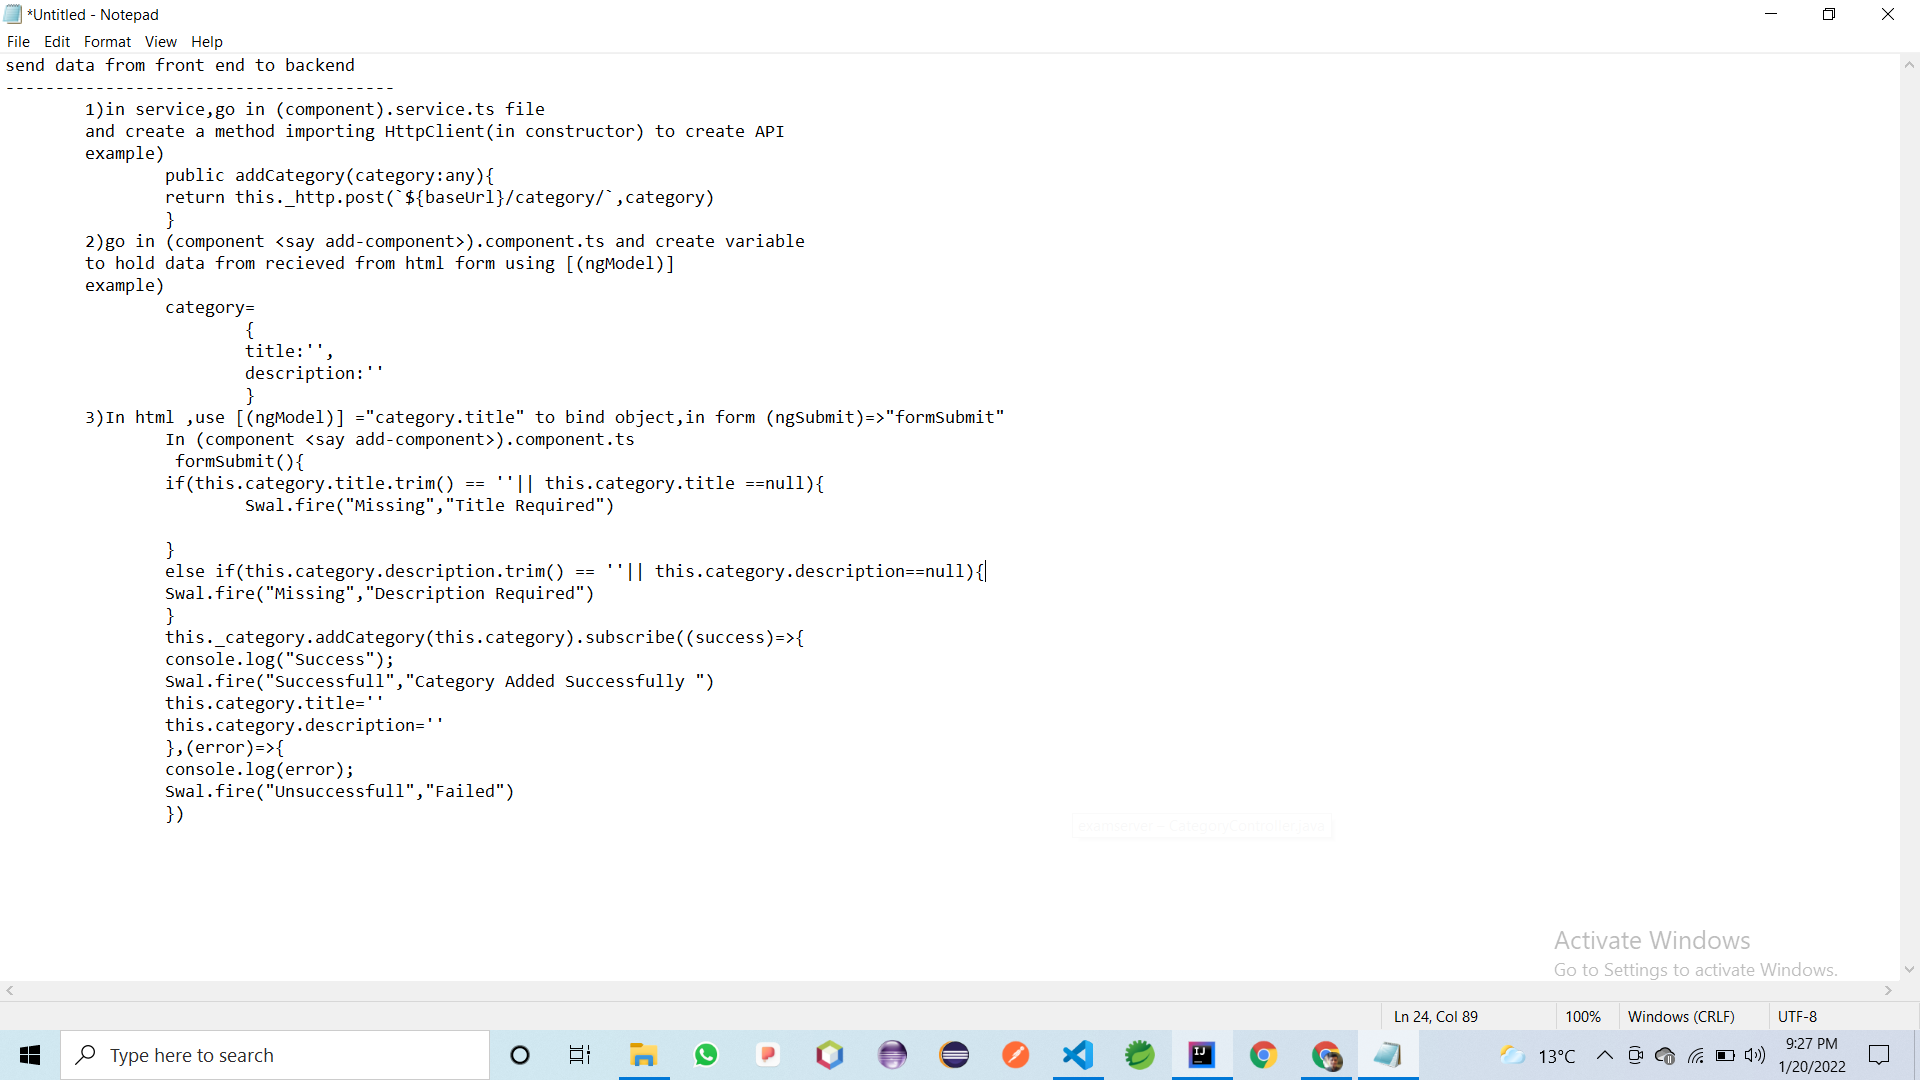 *Untitled - Notepad
File Edit Format View Help
send data from front end to backend
---------------------------------------
1)in service,go in (component).service.ts file
and create a method importing HttpClient(in constructor) to create API
example)
public addCategory(category:any){
return this._http.post(`${baseUrl}/category/`,category)
}
2)go in (component <say add-component>).component.ts and create variable
to hold data from recieved from html form using [(ngModel)]
example)
category=
{
title:'',
description:''
}
3)In html ,use [(ngModel)] ="category.title" to bind object,in form (ngSubmit)=>"formSubmit"
In (component <say add-component>).component.ts
formSubmit(){
if(this.category.title.trim() == ''|| this.category.title ==null){
Swal.fire("Missing","Title Required")
}
else if(this.category.description.trim() == ''|| this.category.description==null){
Swal.fire("Missing","Description Required")
}
this._category.addCategory(this.category).subscribe((success)=>{
console.log("Success");
Swal.fire("Successfull","Category Added Successfully ")
this.category.title=''
this.category.description=''
},(error)=>{
console.log(error);
Swal.fire("Unsuccessfull","Failed")
})
Activate Windows
Go to Settings to activate Windows.
Ln 24, Col 89 100% Windows (CRLF) UTF-8
Type here to search
13°C
9:27 PM
1/20/2022